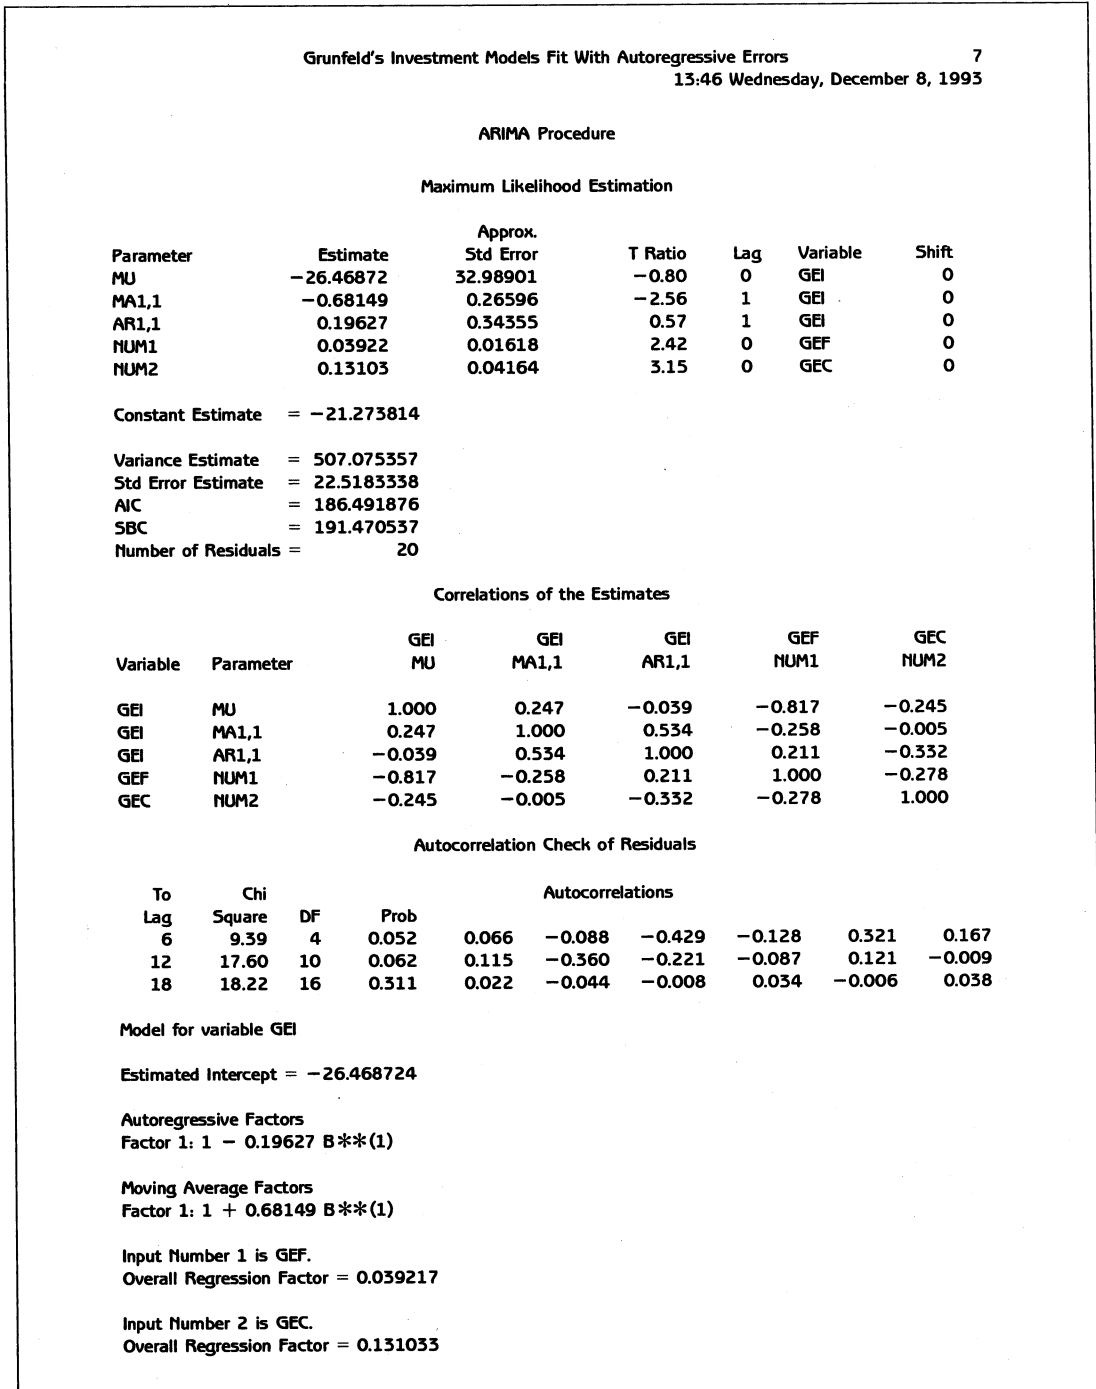 Grunfeld's Investment Models Fit With Autoregressive Errors 7
13:46 Wednesday, December 8, 1993
ARIMA Procedure
Maximum Likelihood Estimation
Approx.
Parameter Estimate Std Error T Ratio Lag Variable Shift
MU −26.46872 32.98901 −0.80 0 GEI 0
MA1,1 −0.68149 0.26596 −2.56 1 GEI 0
AR1,1 0.19627 0.34355 0.57 1 GEI 0
NUM1 0.03922 0.01618 2.42 0 GEF 0
NUM2 0.13103 0.04164 3.15 0 GEC 0
Constant Estimate = −21.273814
Variance Estimate = 507.075357
Std Error Estimate = 22.5183338
AIC = 186.491876
SBC = 191.470537
Number of Residuals = 20
Correlations of the Estimates
GEI GEI GEI GEF GEC
Variable Parameter MU MA1,1 AR1,1 NUM1 NUM2
GEI MU 1.000 0.247 −0.039 −0.817 −0.245
GEI MA1,1 0.247 1.000 0.534 −0.258 −0.005
GEI AR1,1 −0.039 0.534 1.000 0.211 −0.332
GEF NUM1 −0.817 −0.258 0.211 1.000 −0.278
GEC NUM2 −0.245 −0.005 −0.332 −0.278 1.000
Autocorrelation Check of Residuals
To Chi Autocorrelations
Lag Square DF Prob
6 9.39 4 0.052 0.066 −0.088 −0.429 −0.128 0.321 0.167
12 17.60 10 0.062 0.115 −0.360 −0.221 −0.087 0.121 −0.009
18 18.22 16 0.311 0.022 −0.044 −0.008 0.034 −0.006 0.038
Model for variable GEI
Estimated Intercept = −26.468724
Autoregressive Factors
Factor 1: 1 − 0.19627 B**(1)
Moving Average Factors
Factor 1: 1 + 0.68149 B**(1)
Input Number 1 is GEF.
Overall Regression Factor = 0.039217
Input Number 2 is GEC.
Overall Regression Factor = 0.131033